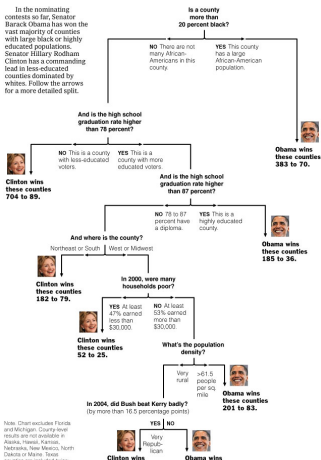 In the nominating
contests so far, Senator
Barack Obama has won the
vast majority of counties
with large black or highly
educated populations.
Senator Hillary Rodham
Clinton has a commanding
lead in less-educated
counties dominated by
whites. Follow the arrows
for a more detailed split.
Is a county
more than
20 percent black?
NO There are not
many African-
Americans in this
county.
YES This county
has a large
African-American
population.
Obama wins
these counties
383 to 70.
And is the high school
graduation rate higher
than 78 percent?
NO This is a county
with less-educated
voters.
YES This is a
county with more
educated voters.
Clinton wins
these counties
704 to 89.
And is the high school
graduation rate higher
than 87 percent?
NO 78 to 87
percent have
a diploma.
YES This is a
highly educated
county.
Obama wins
these counties
185 to 36.
And where is the county?
Northeast or South
West or Midwest
Clinton wins
these counties
182 to 79.
In 2000, were many
households poor?
YES At least
47% earned
less than
$30,000.
NO At least
53% earned
more than
$30,000.
Clinton wins
these counties
52 to 25.
What's the population
density?
Very
rural
>61.5
people
per sq.
mile
Obama wins
these counties
201 to 83.
In 2004, did Bush beat Kerry badly?
(by more than 16.5 percentage points)
YES
NO
Very
Repub-
lican
Clinton wins
Obama wins
Note: Chart excludes Florida
and Michigan. County-level
results are not available in
Alaska, Hawaii, Kansas,
Nebraska, New Mexico, North
Dakota or Maine. Texas